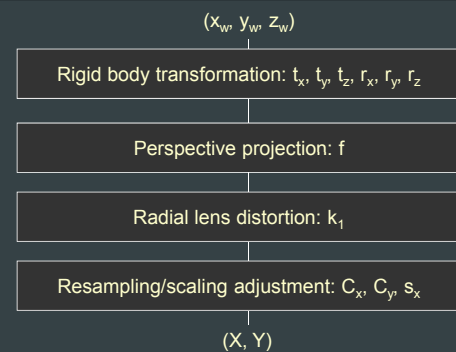 (x_w, y_w, z_w)
Rigid body transformation: t_x, t_y, t_z, r_x, r_y, r_z
Perspective projection: f
Radial lens distortion: k_1
Resampling/scaling adjustment: C_x, C_y, s_x
(X, Y)